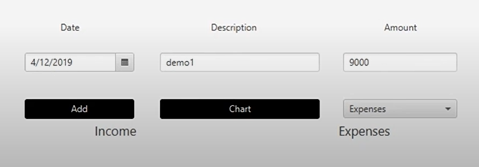 Date Description Amount
4/12/2019 demo1 9000
Add Chart Expenses
Income Expenses